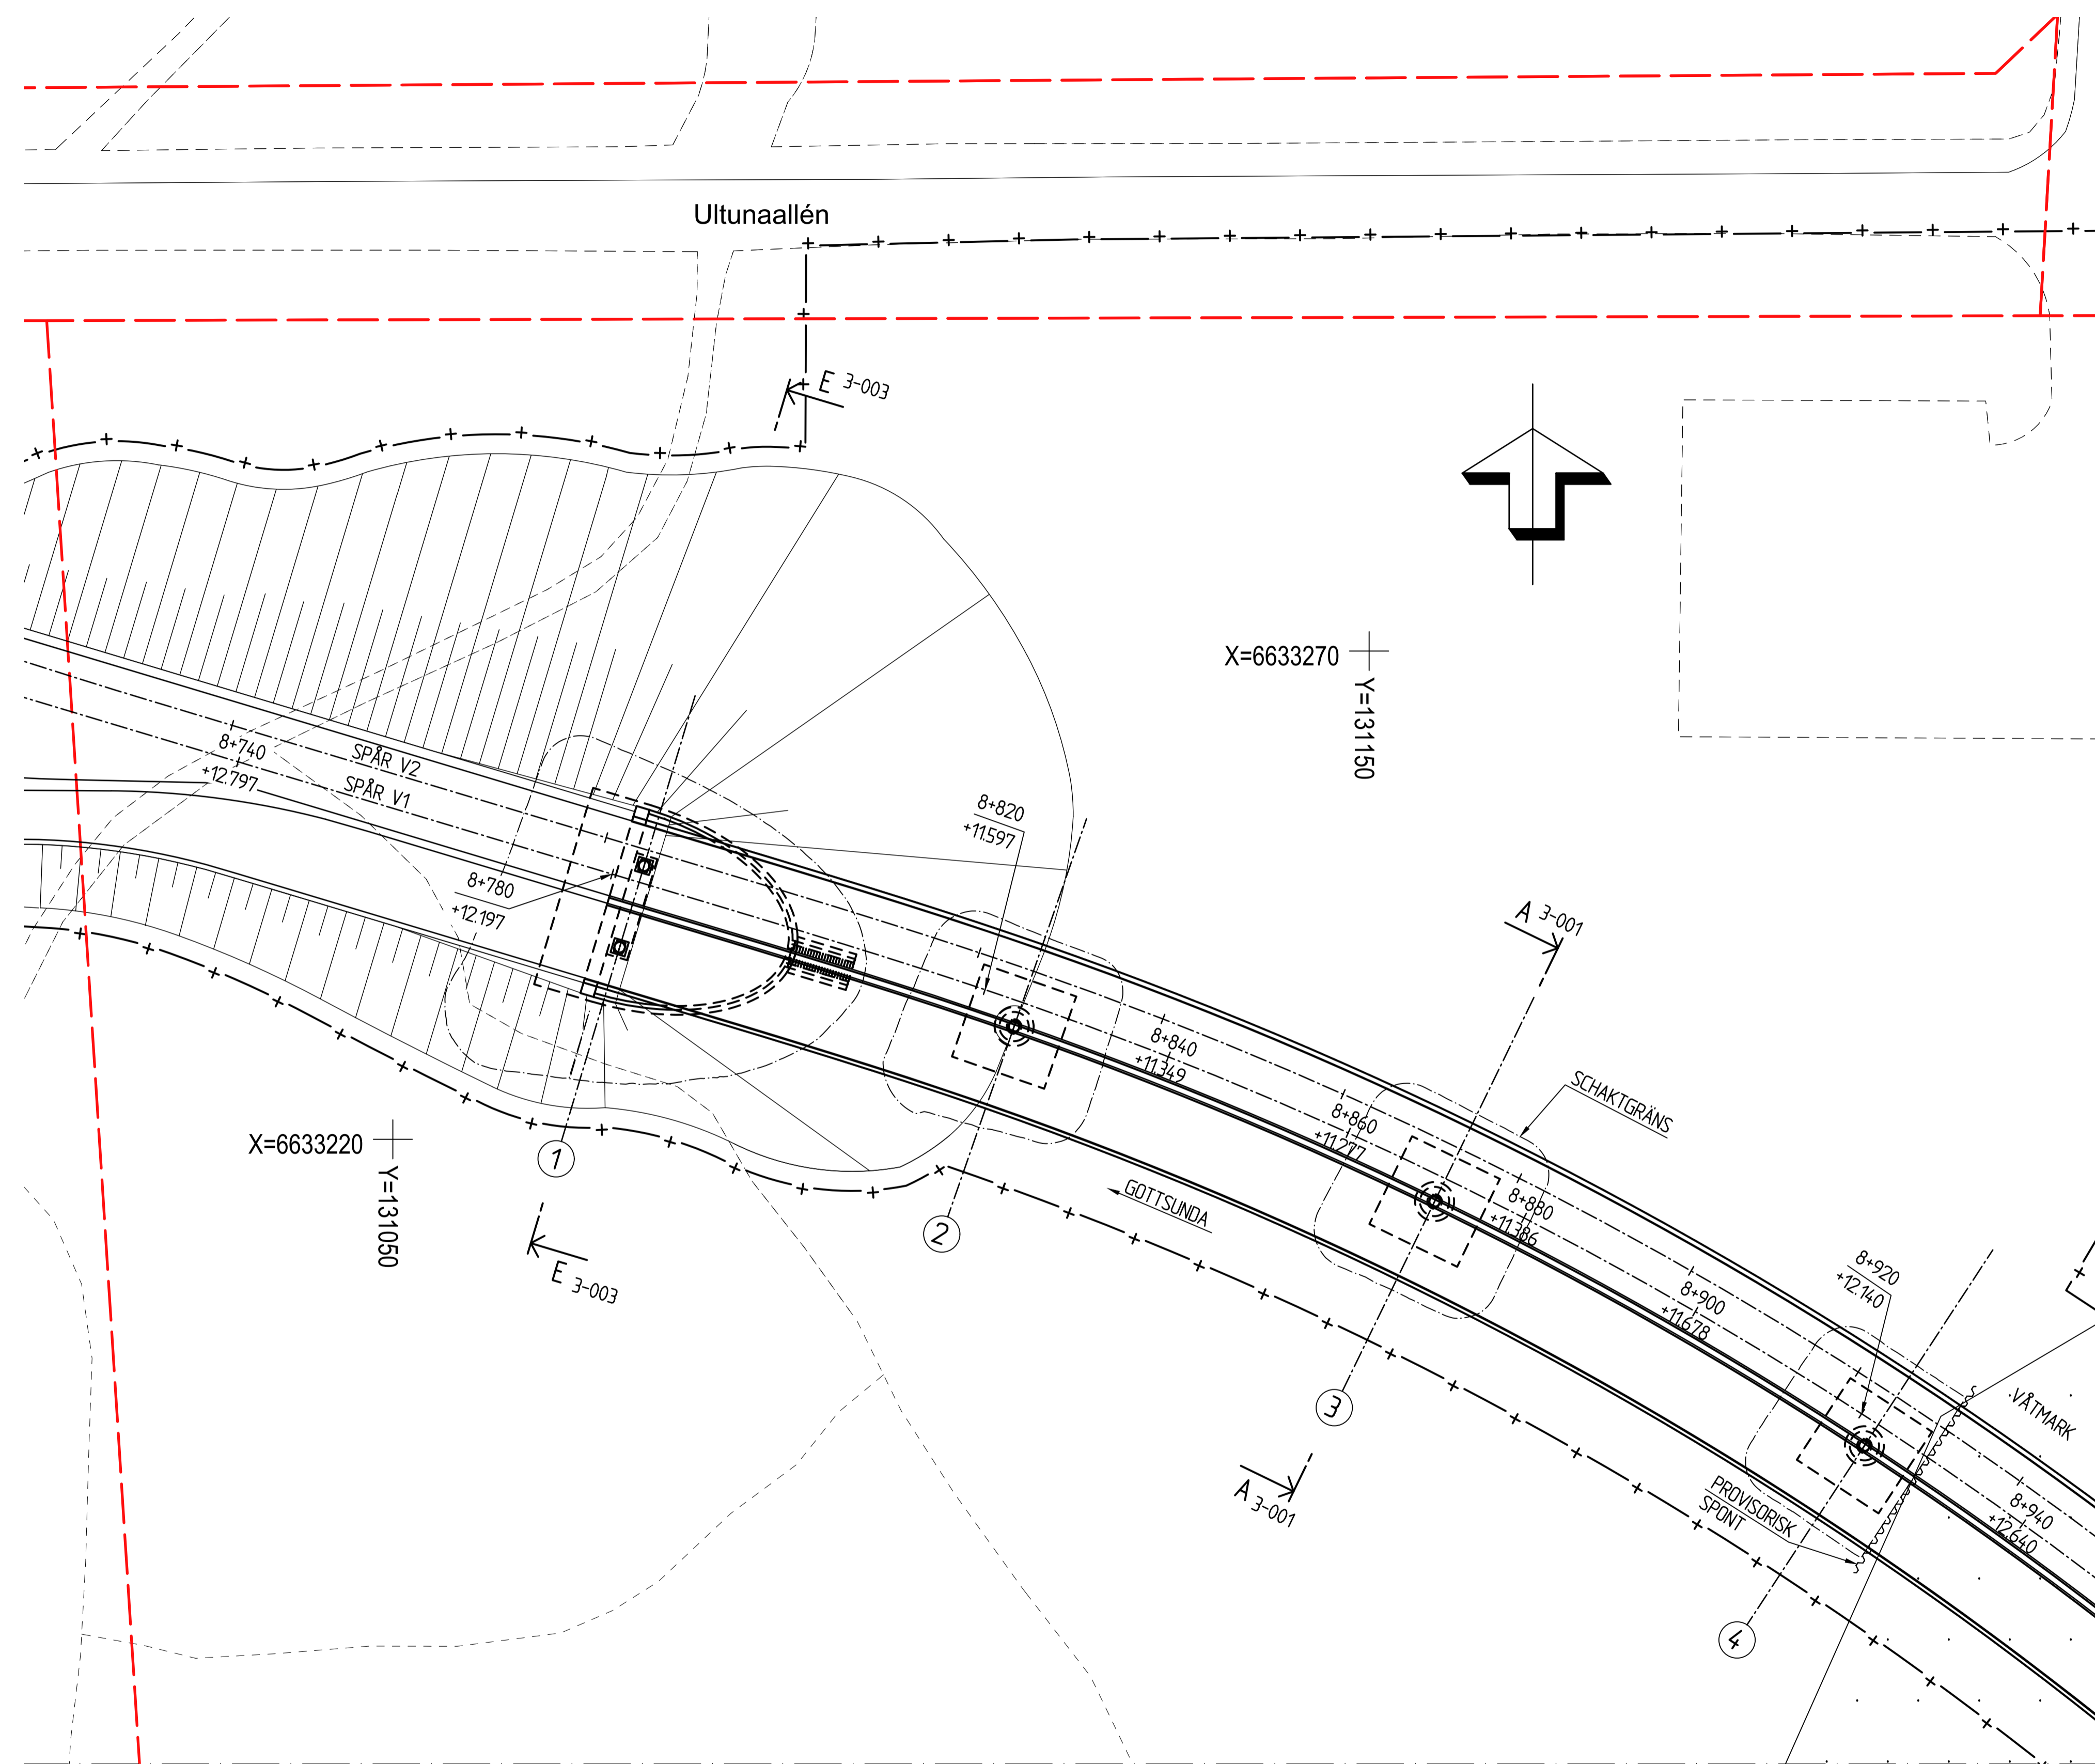 Ultunaallén
E 3-003
X=6633270
Y=131150
8+740
+12.797
SPÅR V2
SPÅR V1
8+820
+11.597
8+780
+12.197
A 3-001
8+840
+11.349
SCHAKTGRÄNS
8+860
+11.277
X=6633220
Y=131050
1
GOTTSUNDA
8+880
+11.386
2
E 3-003
8+920
+12.140
8+900
+11.678
3
VÅTMARK
A 3-001
PROVISORISK
SPONT
8+940
+12.640
4